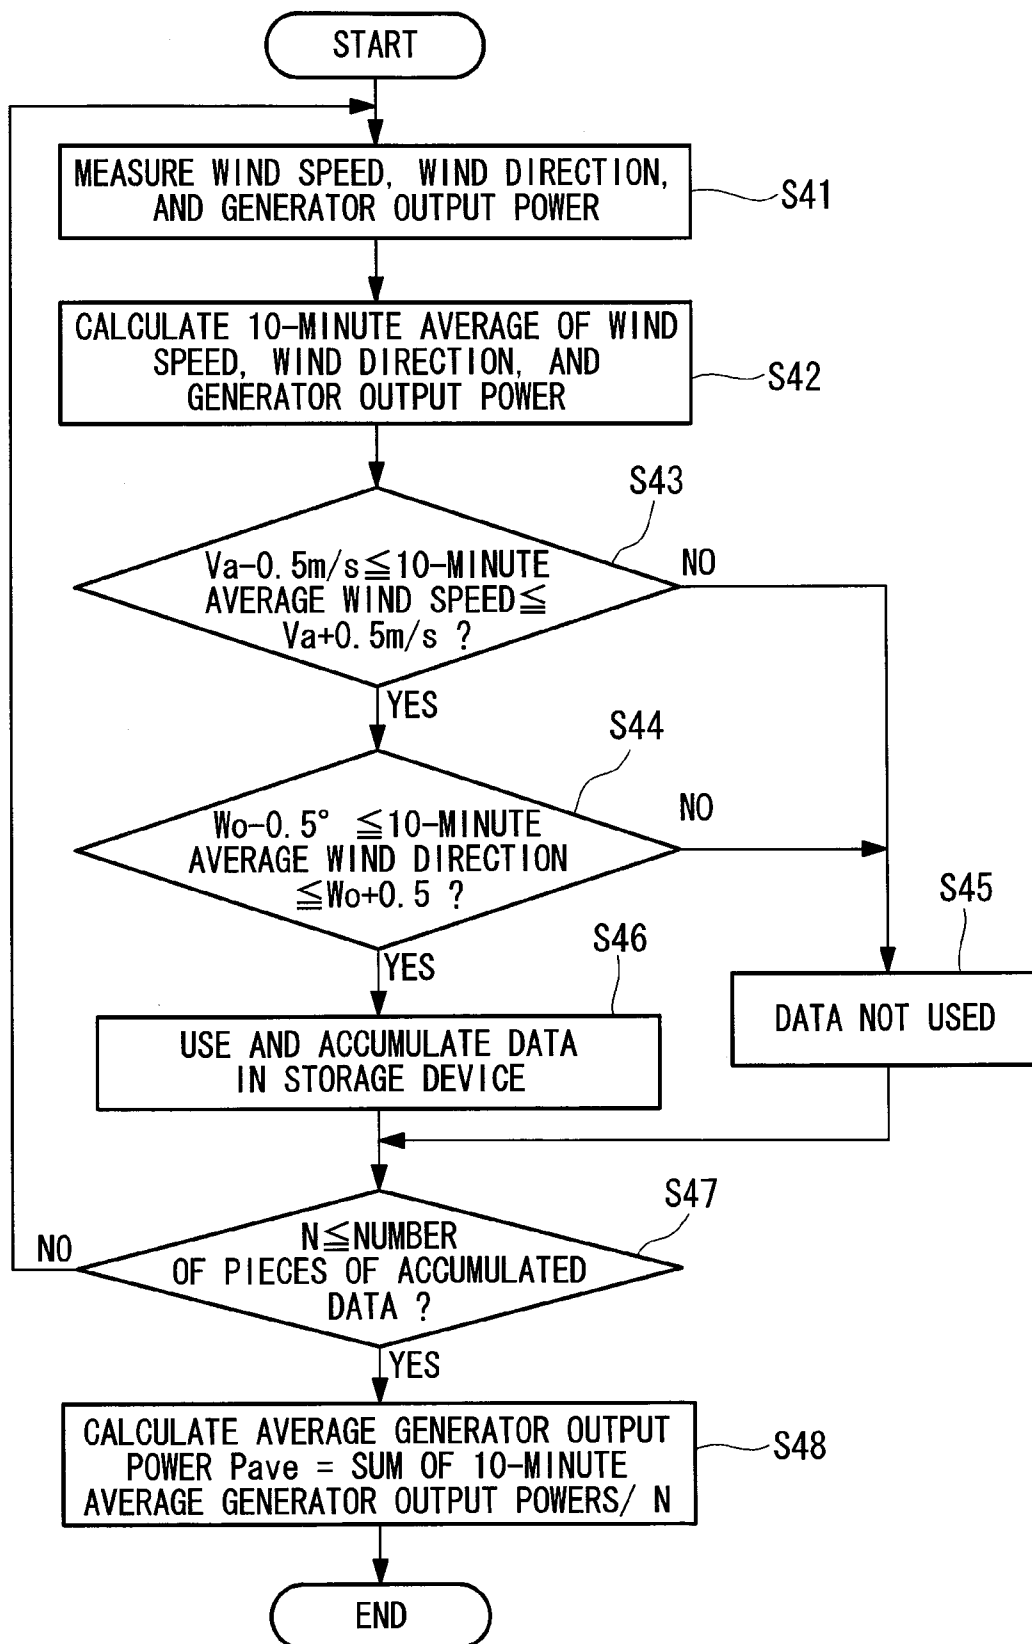 START
MEASURE WIND SPEED, WIND DIRECTION,
AND GENERATOR OUTPUT POWER
S41
CALCULATE 10-MINUTE AVERAGE OF WIND
SPEED, WIND DIRECTION, AND
GENERATOR OUTPUT POWER
S42
S43
Va-0.5m/s≦10-MINUTE
AVERAGE WIND SPEED≦
Va+0.5m/s ?
NO
YES
S44
Wo-0.5° ≦10-MINUTE
AVERAGE WIND DIRECTION
≦Wo+0.5 ?
NO
YES
S45
DATA NOT USED
S46
USE AND ACCUMULATE DATA
IN STORAGE DEVICE
S47
N≦NUMBER
OF PIECES OF ACCUMULATED
DATA ?
NO
YES
CALCULATE AVERAGE GENERATOR OUTPUT
POWER Pave = SUM OF 10-MINUTE
AVERAGE GENERATOR OUTPUT POWERS/ N
S48
END